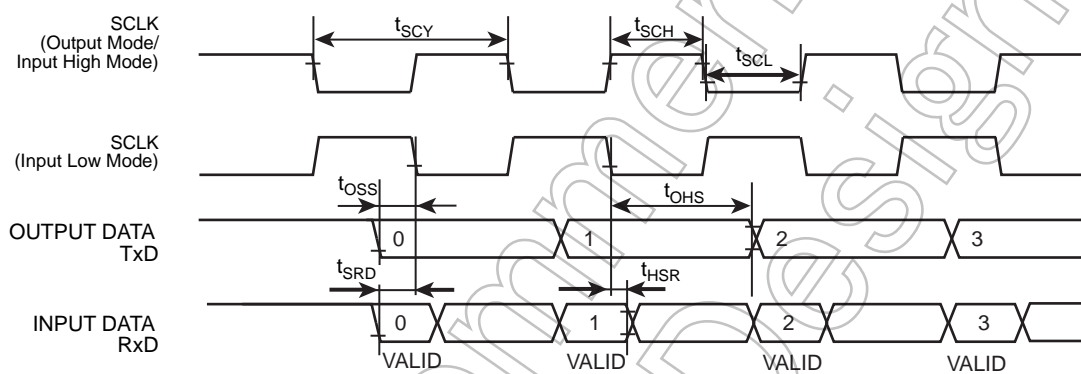 SCLK
(Output Mode/
Input High Mode)
tSCY
tSCH
tSCL
SCLK
(Input Low Mode)
tOSS
tOHS
OUTPUT DATA
TxD
0 1 2 3
tSRD
tHSR
INPUT DATA
RxD
0 1 2 3
VALID VALID VALID VALID